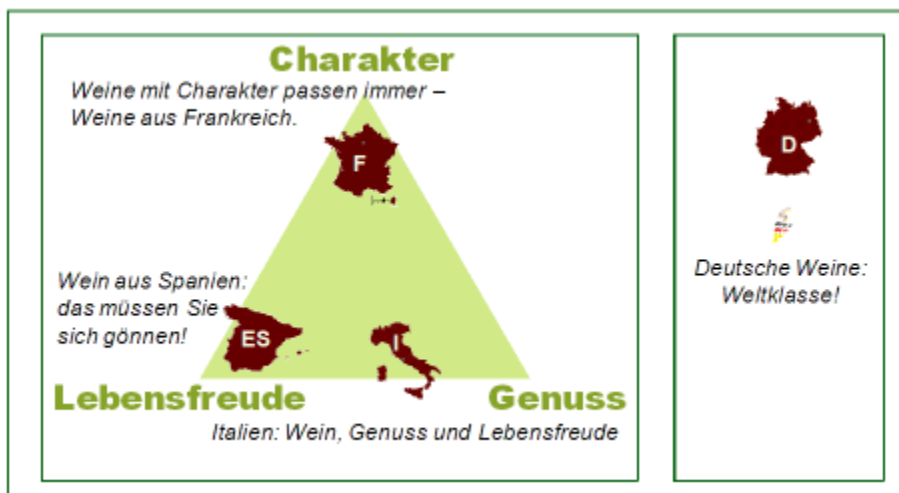 Charakter
Weine mit Charakter passen immer –
Weine aus Frankreich.
F
Wein aus Spanien:
das müssen Sie
sich gönnen!
ES
I
Lebensfreude
Genuss
Italien: Wein, Genuss und Lebensfreude
D
Deutsche Weine:
Weltklasse!